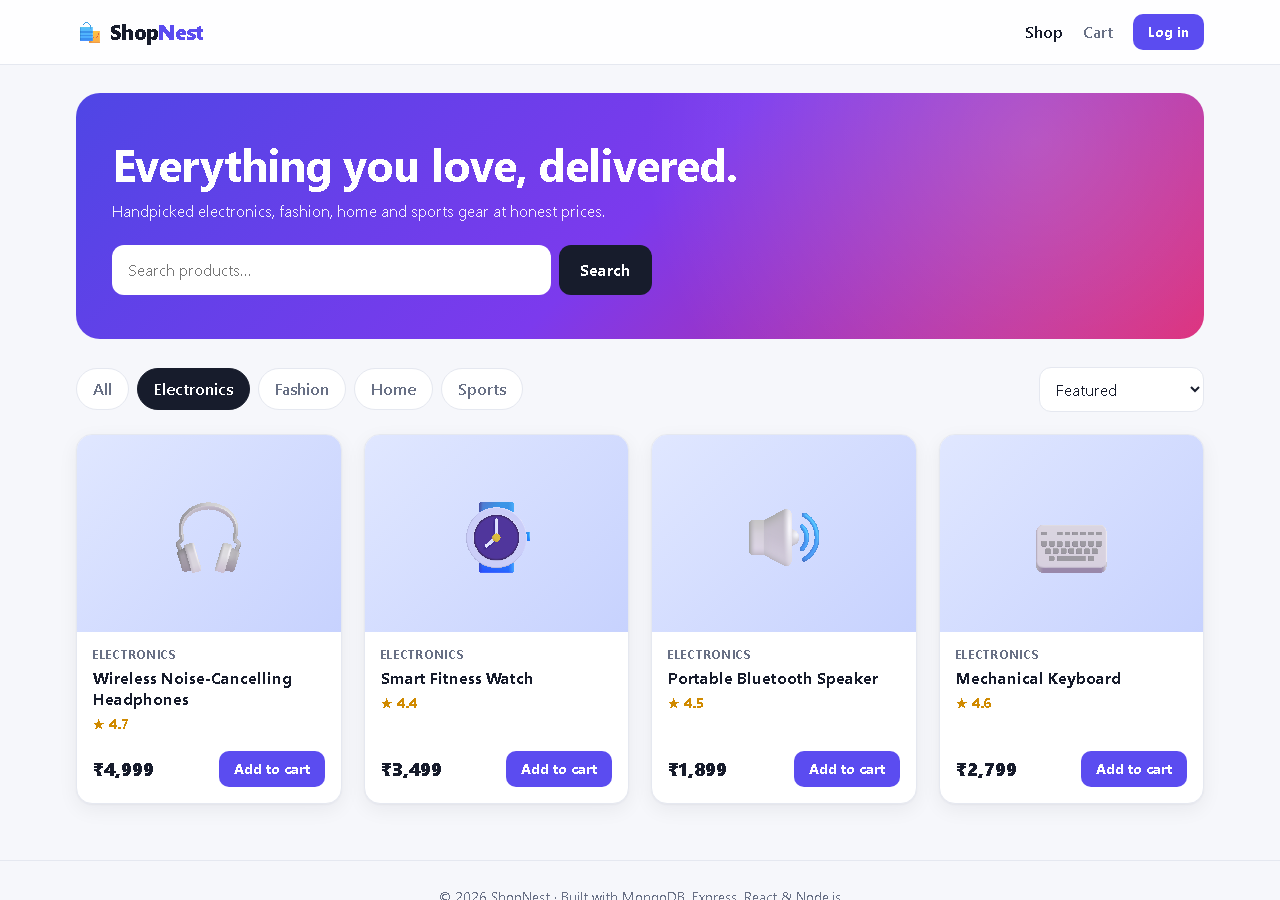 ShopNest
Shop Cart Log in
Everything you love, delivered.
Handpicked electronics, fashion, home and sports gear at honest prices.
Search products... Search
All Electronics Fashion Home Sports Featured
ELECTRONICS
Wireless Noise-Cancelling
Headphones
★ 4.7
₹4,999 Add to cart
ELECTRONICS
Smart Fitness Watch
★ 4.4
₹3,499 Add to cart
ELECTRONICS
Portable Bluetooth Speaker
★ 4.5
₹1,899 Add to cart
ELECTRONICS
Mechanical Keyboard
★ 4.6
₹2,799 Add to cart
© 2026 ShopNest · Built with MongoDB, Express, React & Node.js